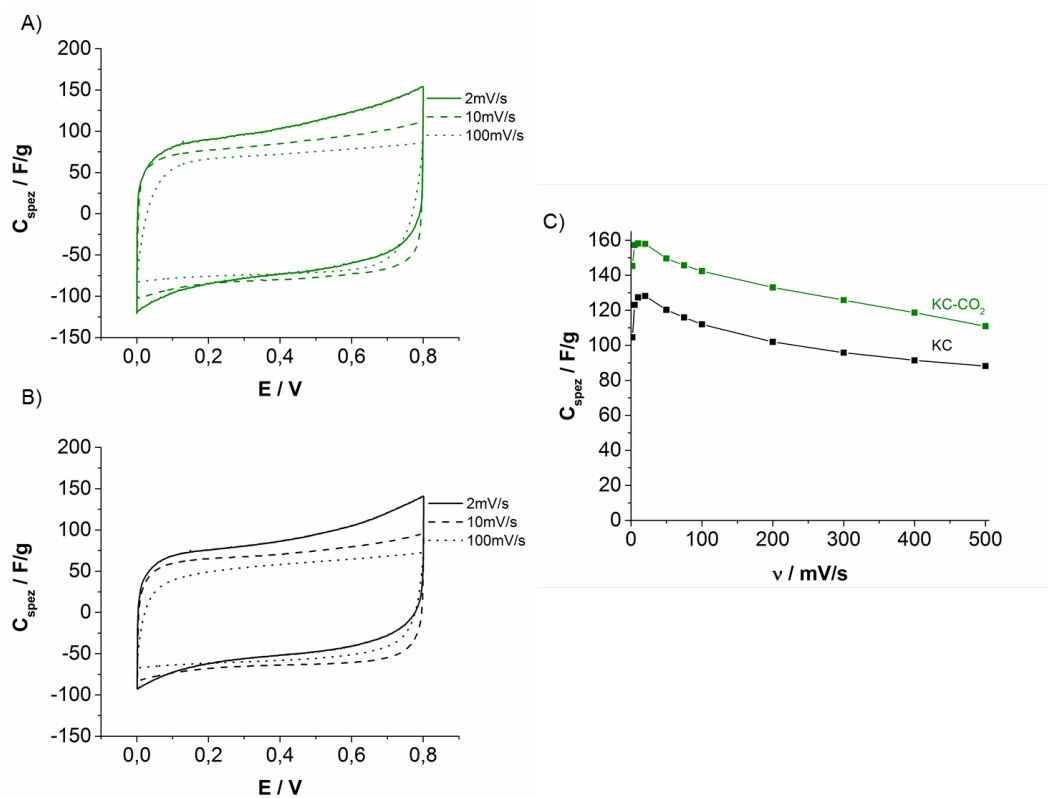 A)
200
150
100
50
0
-50
-100
-150
C_spez / F/g
2mV/s
10mV/s
100mV/s
0,0 0,2 0,4 0,6 0,8
E / V
B)
200
150
100
50
0
-50
-100
-150
C_spez / F/g
2mV/s
10mV/s
100mV/s
0,0 0,2 0,4 0,6 0,8
E / V
C)
160
140
120
100
80
60
40
20
0
C_spez / F/g
KC-CO₂
KC
0 100 200 300 400 500
ν / mV/s